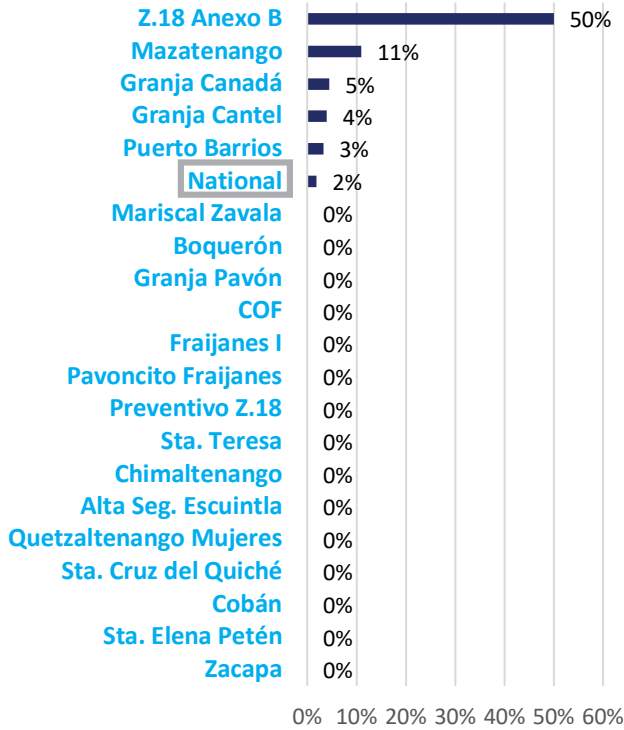 Z.18 Anexo B 50%
Mazatenango 11%
Granja Canadá 5%
Granja Cantel 4%
Puerto Barrios 3%
National 2%
Mariscal Zavala 0%
Boquerón 0%
Granja Pavón 0%
COF 0%
Fraijanes I 0%
Pavoncito Fraijanes 0%
Preventivo Z.18 0%
Sta. Teresa 0%
Chimaltenango 0%
Alta Seg. Escuintla 0%
Quetzaltenango Mujeres 0%
Sta. Cruz del Quiché 0%
Cobán 0%
Sta. Elena Petén 0%
Zacapa 0%
0% 10% 20% 30% 40% 50% 60%